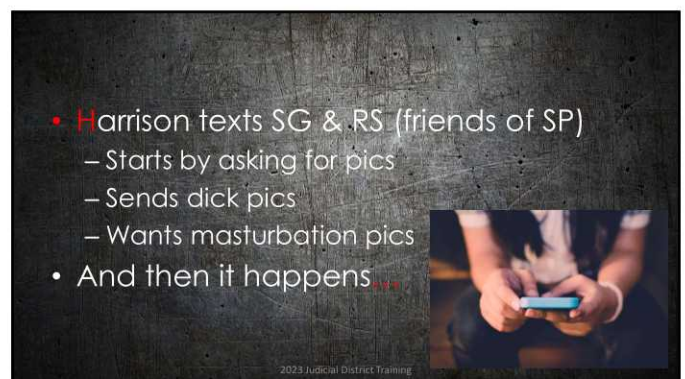 • Harrison texts SG & RS (friends of SP)
– Starts by asking for pics
– Sends dick pics
– Wants masturbation pics
• And then it happens....
2023 Judicial District Training